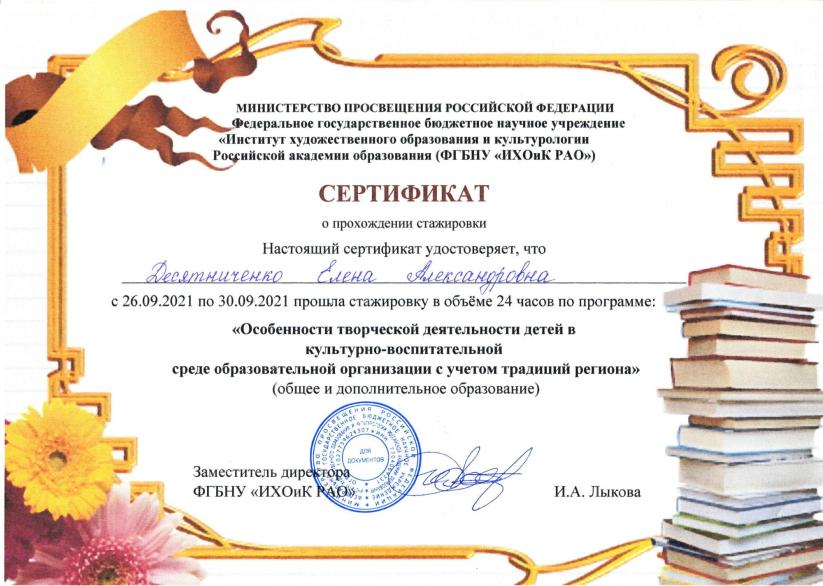 МИНИСТЕРСТВО ПРОСВЕЩЕНИЯ РОССИЙСКОЙ ФЕДЕРАЦИИ
Федеральное государственное бюджетное научное учреждение
«Институт художественного образования и культурологии
Российской академии образования (ФГБНУ «ИХОиК РАО»)
СЕРТИФИКАТ
о прохождении стажировки
Настоящий сертификат удостоверяет, что
Десятниченко Елена Александровна
с 26.09.2021 по 30.09.2021 прошла стажировку в объёме 24 часов по программе:
«Особенности творческой деятельности детей в
культурно-воспитательной
среде образовательной организации с учетом традиций региона»
(общее и дополнительное образование)
ДЛЯ
ДОКУМЕНТОВ
Заместитель директора
ФГБНУ «ИХОиК РАО»
И.А. Лыкова